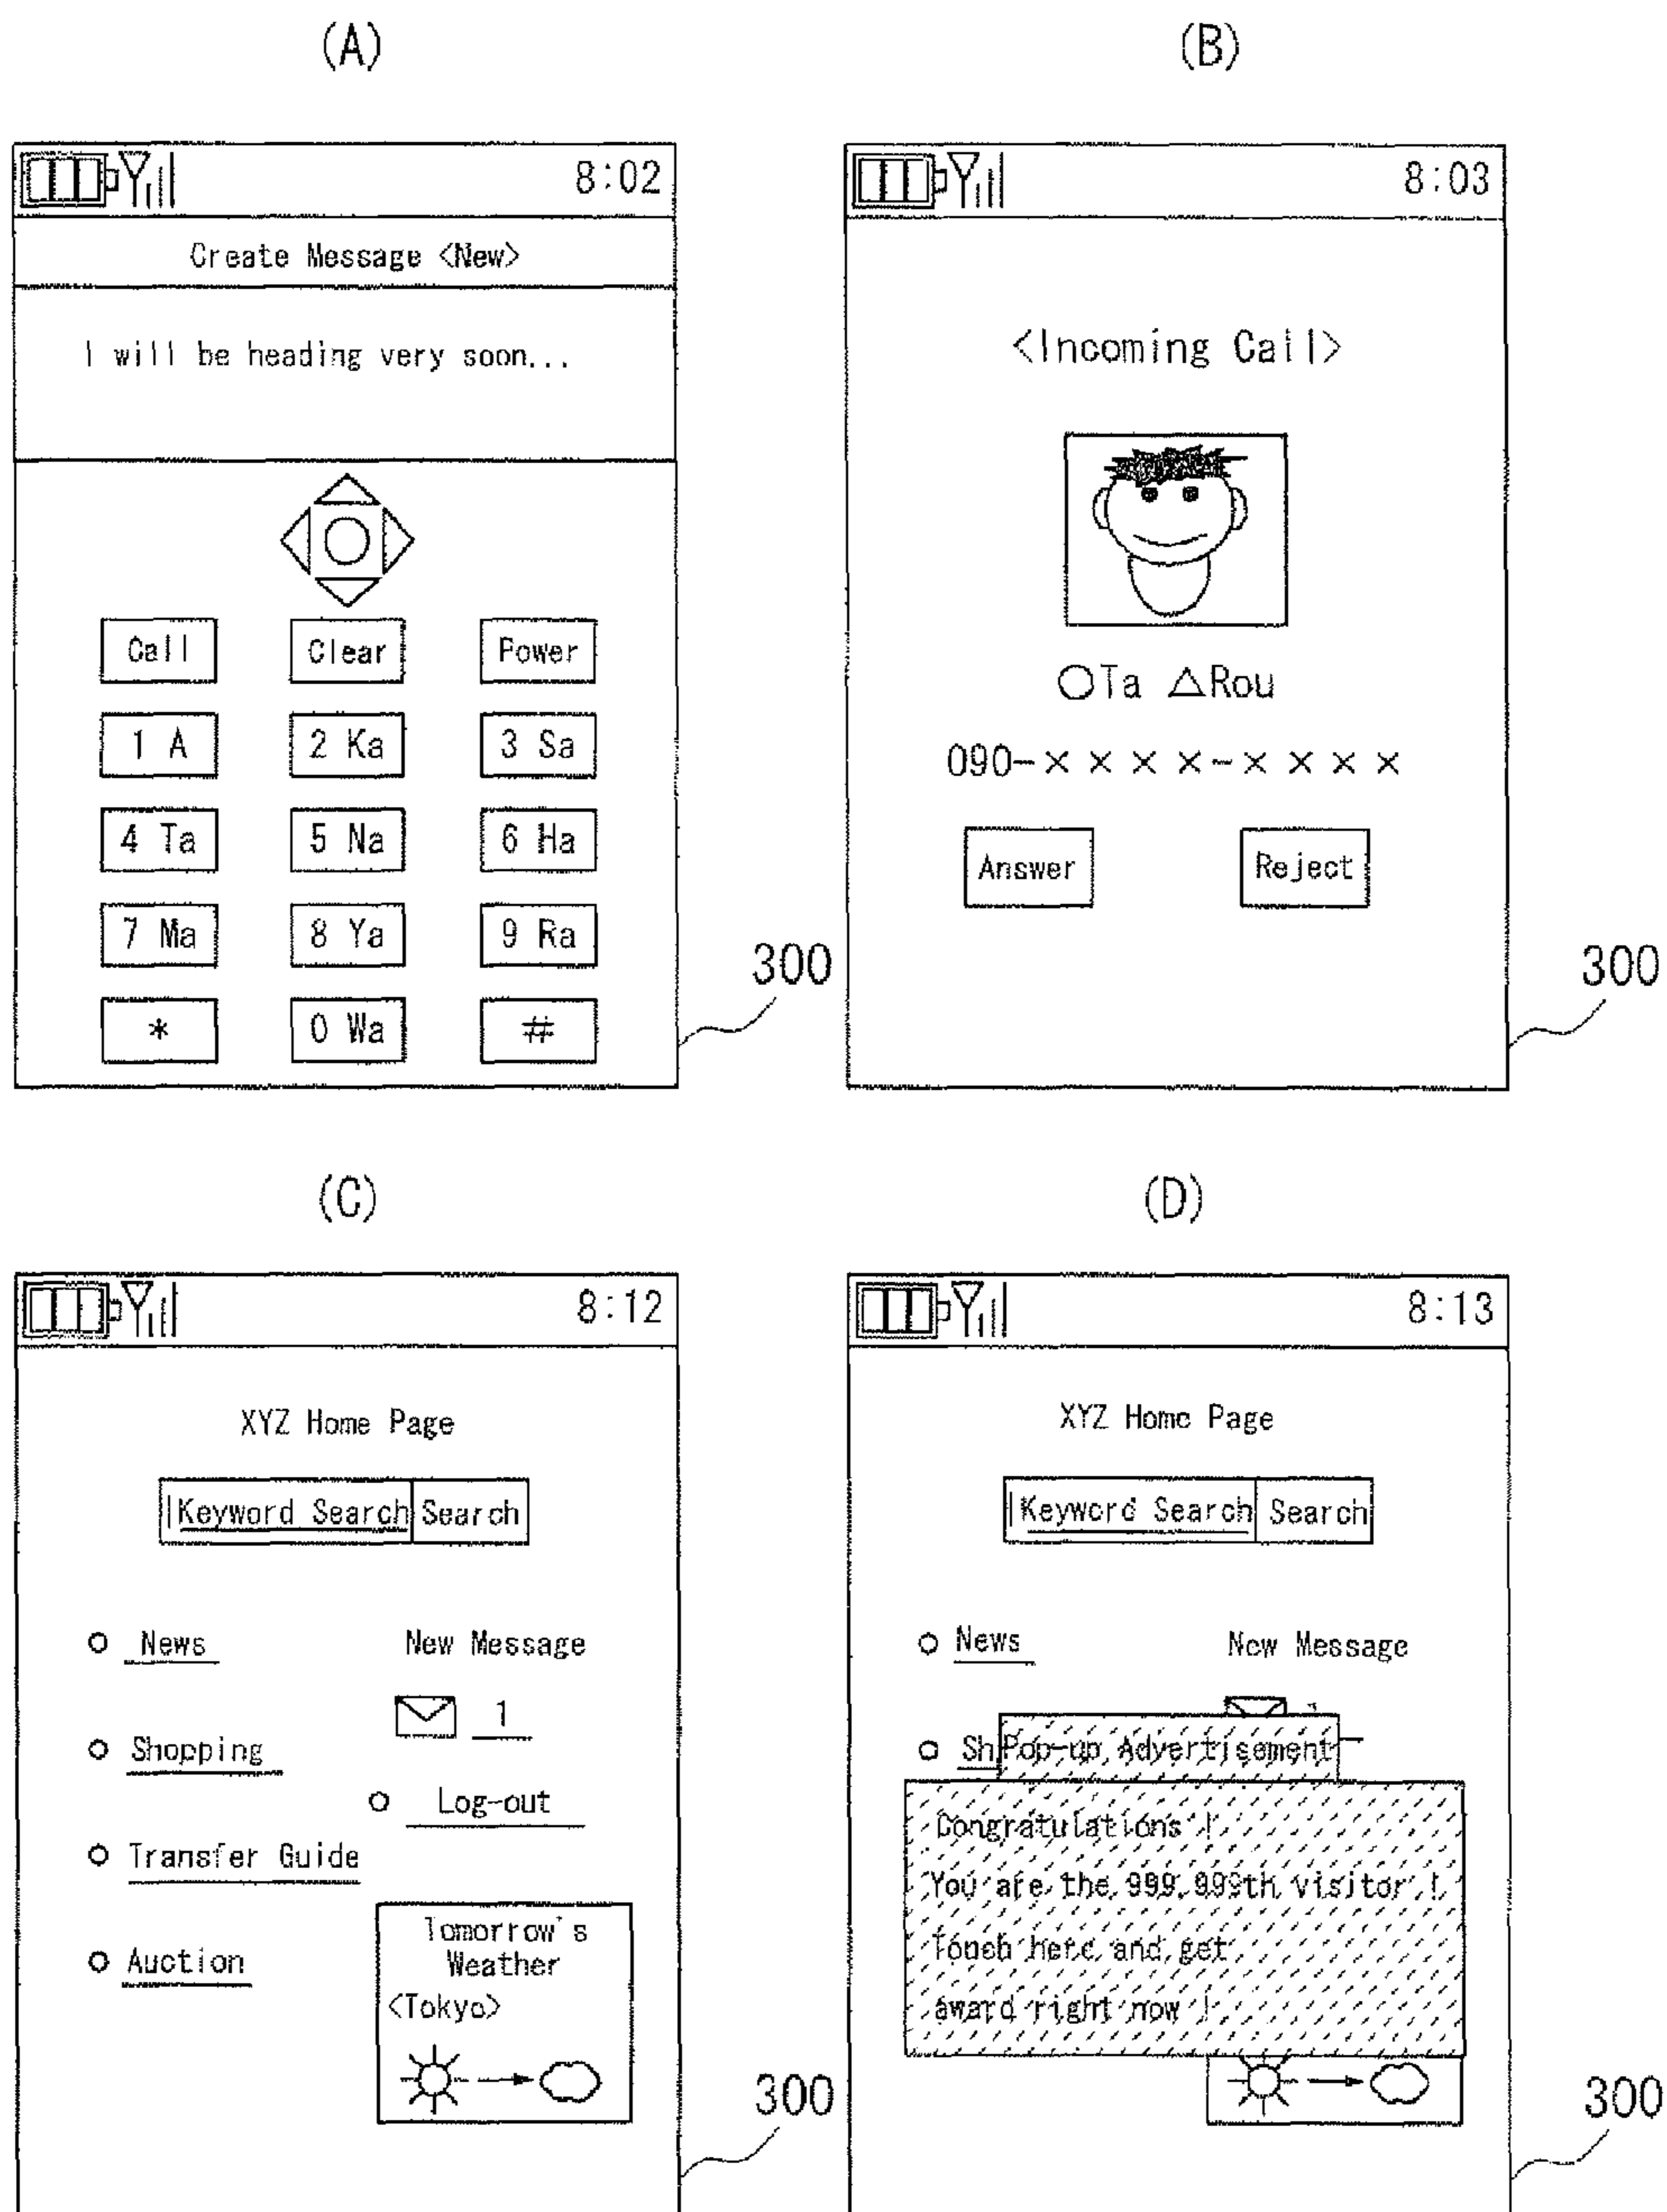 (A)
8:02
Create Message <New>
I will be heading very soon...
Call Clear Power
1 A 2 Ka 3 Sa
4 Ta 5 Na 6 Ha
7 Ma 8 Ya 9 Ra
* 0 Wa #
300
(B)
8:03
<Incoming Call>
○Ta △Rou
090-××××-××××
Answer Reject
300
(C)
8:12
XYZ Home Page
Keyword Search Search
News New Message
1
Shopping
Log-out
Transfer Guide
Auction
Tomorrow's
Weather
<Tokyo>
300
(D)
8:13
XYZ Home Page
Keyword Search Search
News New Message
Sh Pop-up Advertisement
Congratulations !
You are the 999,999th visitor !
Touch here and get
award right now !
300